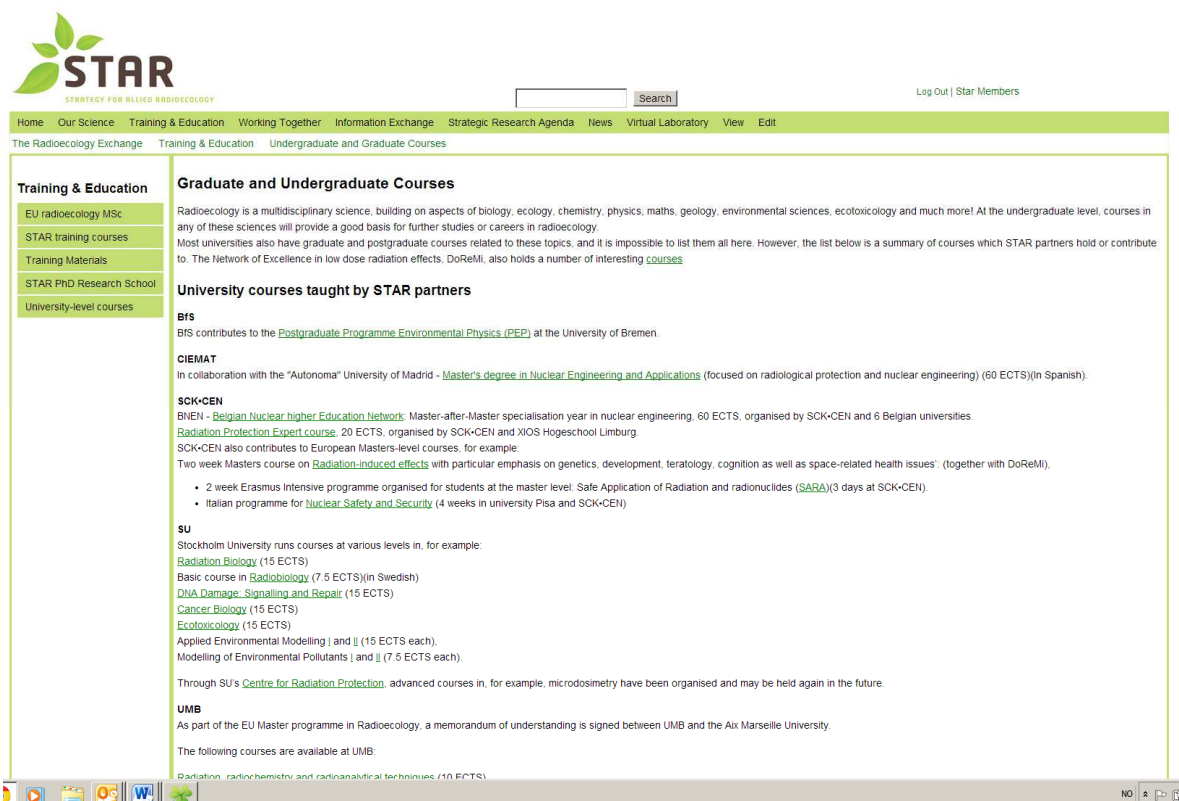 STAR
STRATEGY FOR ALLIED RADIOECOLOGY
Search
Log Out | Star Members
Home Our Science Training & Education Working Together Information Exchange Strategic Research Agenda News Virtual Laboratory View Edit
The Radioecology Exchange Training & Education Undergraduate and Graduate Courses
Training & Education
EU radioecology MSc
STAR training courses
Training Materials
STAR PhD Research School
University-level courses
Graduate and Undergraduate Courses
Radioecology is a multidisciplinary science, building on aspects of biology, ecology, chemistry, physics, maths, geology, environmental sciences, ecotoxicology and much more! At the undergraduate level, courses in
any of these sciences will provide a good basis for further studies or careers in radioecology.
Most universities also have graduate and postgraduate courses related to these topics, and it is impossible to list them all here. However, the list below is a summary of courses which STAR partners hold or contribute
to. The Network of Excellence in low dose radiation effects, DoReMi, also holds a number of interesting courses
University courses taught by STAR partners
BfS
BfS contributes to the Postgraduate Programme Environmental Physics (PEP) at the University of Bremen.
CIEMAT
In collaboration with the "Autonoma" University of Madrid - Master's degree in Nuclear Engineering and Applications (focused on radiological protection and nuclear engineering) (60 ECTS)(In Spanish).
SCK•CEN
BNEN - Belgian Nuclear higher Education Network: Master-after-Master specialisation year in nuclear engineering, 60 ECTS, organised by SCK•CEN and 6 Belgian universities.
Radiation Protection Expert course, 20 ECTS, organised by SCK•CEN and XIOS Hogeschool Limburg.
SCK•CEN also contributes to European Masters-level courses, for example:
Two week Masters course on Radiation-induced effects with particular emphasis on genetics, development, teratology, cognition as well as space-related health issues': (together with DoReMi),
• 2 week Erasmus Intensive programme organised for students at the master level: Safe Application of Radiation and radionuclides (SARA)(3 days at SCK•CEN).
• Italian programme for Nuclear Safety and Security (4 weeks in university Pisa and SCK•CEN)
SU
Stockholm University runs courses at various levels in, for example:
Radiation Biology (15 ECTS)
Basic course in Radiobiology (7.5 ECTS)(in Swedish)
DNA Damage: Signalling and Repair (15 ECTS)
Cancer Biology (15 ECTS)
Ecotoxicology (15 ECTS)
Applied Environmental Modelling I and II (15 ECTS each),
Modelling of Environmental Pollutants I and II (7.5 ECTS each).
Through SU's Centre for Radiation Protection, advanced courses in, for example, microdosimetry have been organised and may be held again in the future.
UMB
As part of the EU Master programme in Radioecology, a memorandum of understanding is signed between UMB and the Aix Marseille University.
The following courses are available at UMB:
Radiation, radiochemistry and radioanalytical techniques (10 ECTS)
NO